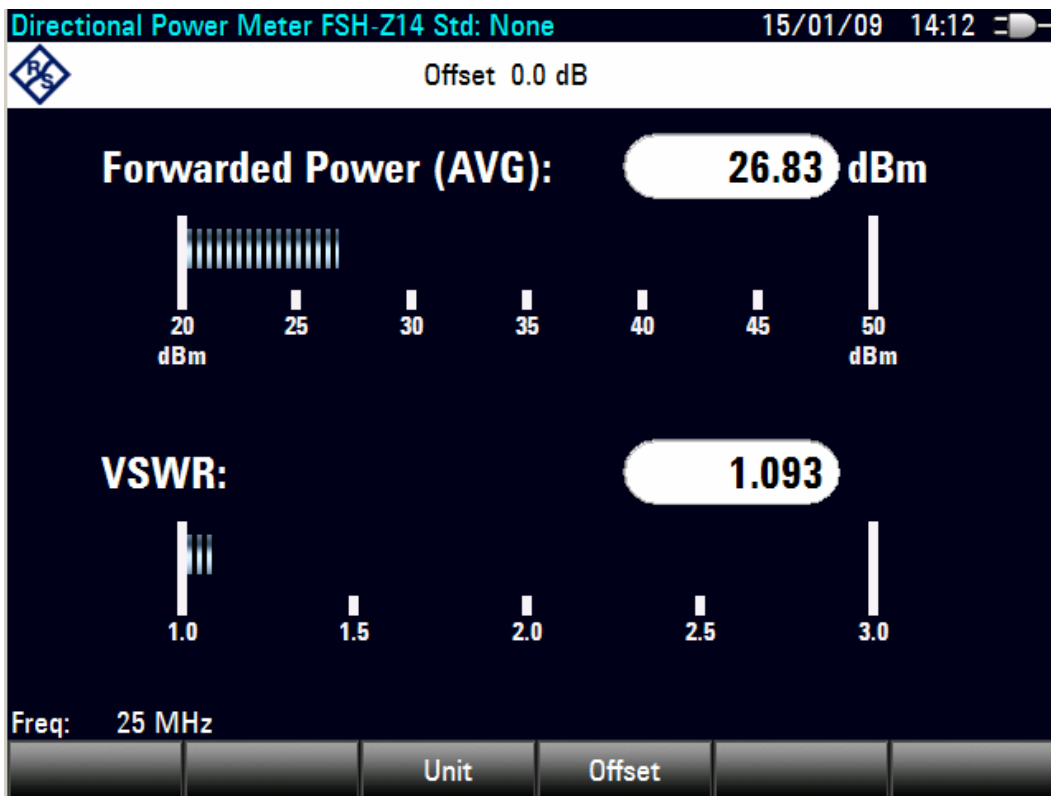 Directional Power Meter FSH-Z14 Std: None 15/01/09 14:12
R S
Offset 0.0 dB
Forwarded Power (AVG): 26.83 dBm
20 25 30 35 40 45 50
dBm dBm
VSWR: 1.093
1.0 1.5 2.0 2.5 3.0
Freq: 25 MHz
Unit Offset